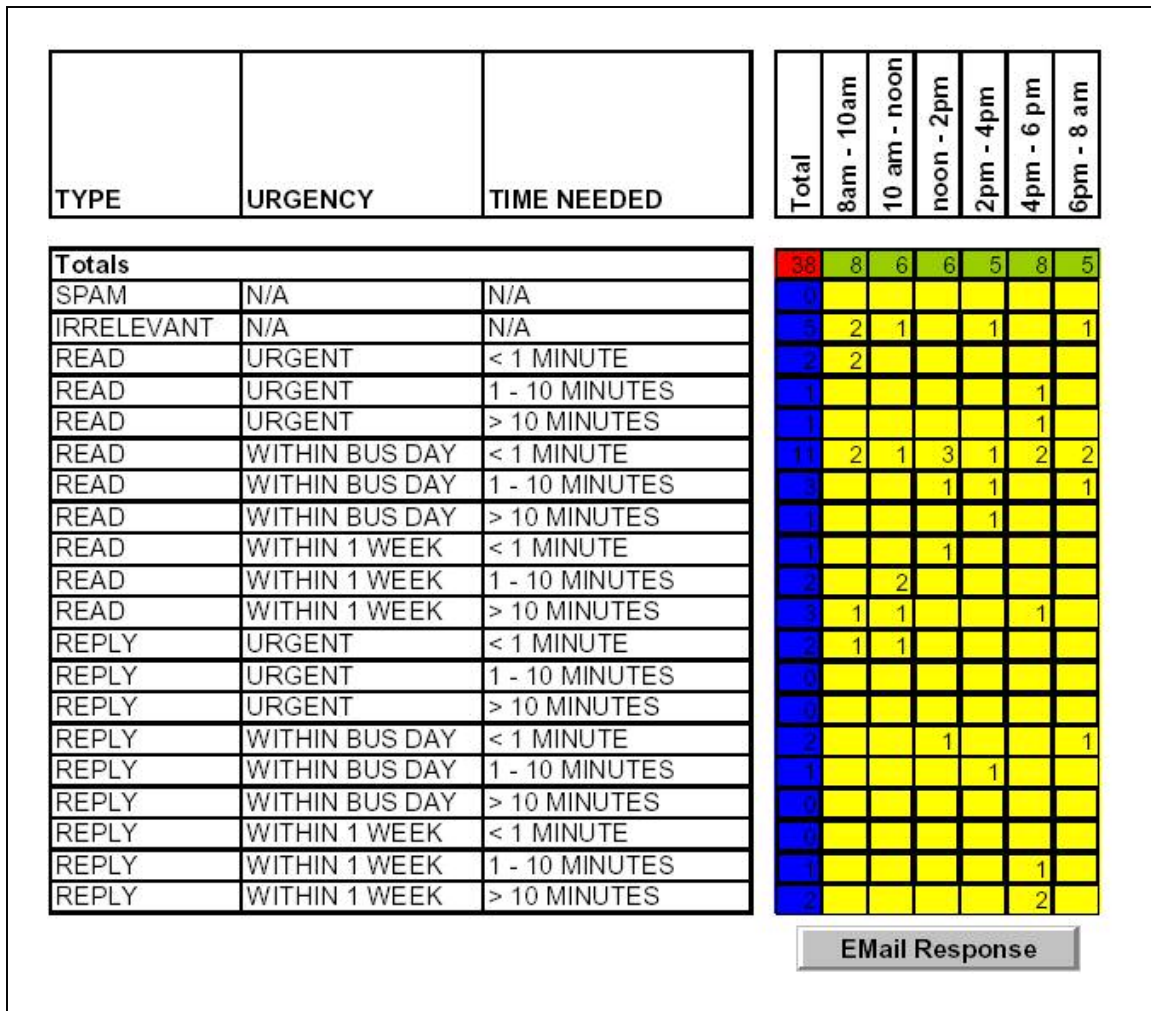 TYPE URGENCY TIME NEEDED Total 8am - 10am 10 am - noon noon - 2pm 2pm - 4pm 4pm - 6 pm 6pm - 8 am
Totals 38 8 6 6 5 8 5
SPAM N/A N/A 0
IRRELEVANT N/A N/A 5 2 1 1 1
READ URGENT < 1 MINUTE 2 2
READ URGENT 1 - 10 MINUTES 1 1
READ URGENT > 10 MINUTES 1 1
READ WITHIN BUS DAY < 1 MINUTE 11 2 1 3 1 2 2
READ WITHIN BUS DAY 1 - 10 MINUTES 3 1 1 1
READ WITHIN BUS DAY > 10 MINUTES 1 1
READ WITHIN 1 WEEK < 1 MINUTE 1 1
READ WITHIN 1 WEEK 1 - 10 MINUTES 2 2
READ WITHIN 1 WEEK > 10 MINUTES 3 1 1 1
REPLY URGENT < 1 MINUTE 2 1 1
REPLY URGENT 1 - 10 MINUTES 0
REPLY URGENT > 10 MINUTES 0
REPLY WITHIN BUS DAY < 1 MINUTE 2 1 1
REPLY WITHIN BUS DAY 1 - 10 MINUTES 1 1
REPLY WITHIN BUS DAY > 10 MINUTES 0
REPLY WITHIN 1 WEEK < 1 MINUTE 0
REPLY WITHIN 1 WEEK 1 - 10 MINUTES 1 1
REPLY WITHIN 1 WEEK > 10 MINUTES 2 2
EMail Response